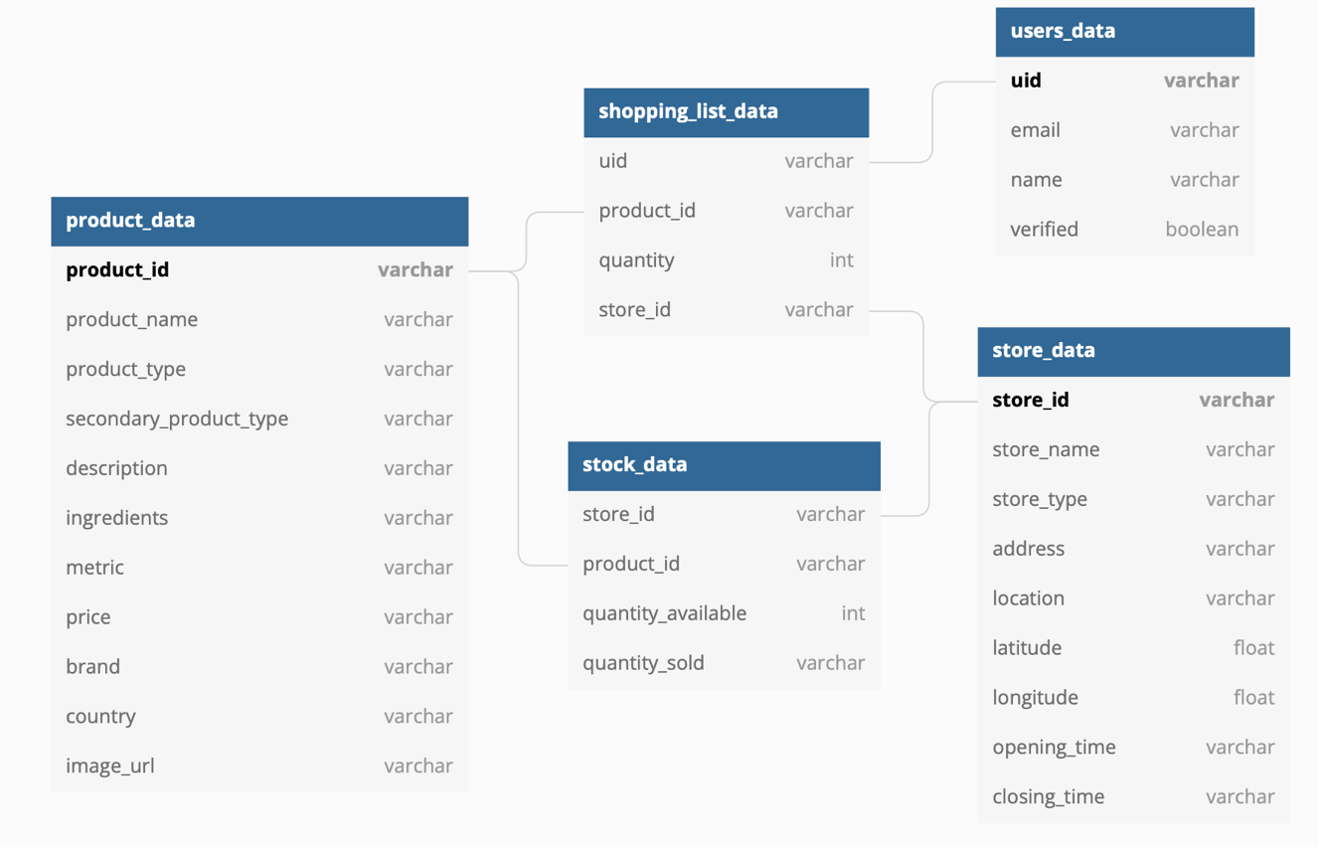 product_data
product_id varchar
product_name varchar
product_type varchar
secondary_product_type varchar
description varchar
ingredients varchar
metric varchar
price varchar
brand varchar
country varchar
image_url varchar
shopping_list_data
uid varchar
product_id varchar
quantity int
store_id varchar
stock_data
store_id varchar
product_id varchar
quantity_available int
quantity_sold varchar
users_data
uid varchar
email varchar
name varchar
verified boolean
store_data
store_id varchar
store_name varchar
store_type varchar
address varchar
location varchar
latitude float
longitude float
opening_time varchar
closing_time varchar